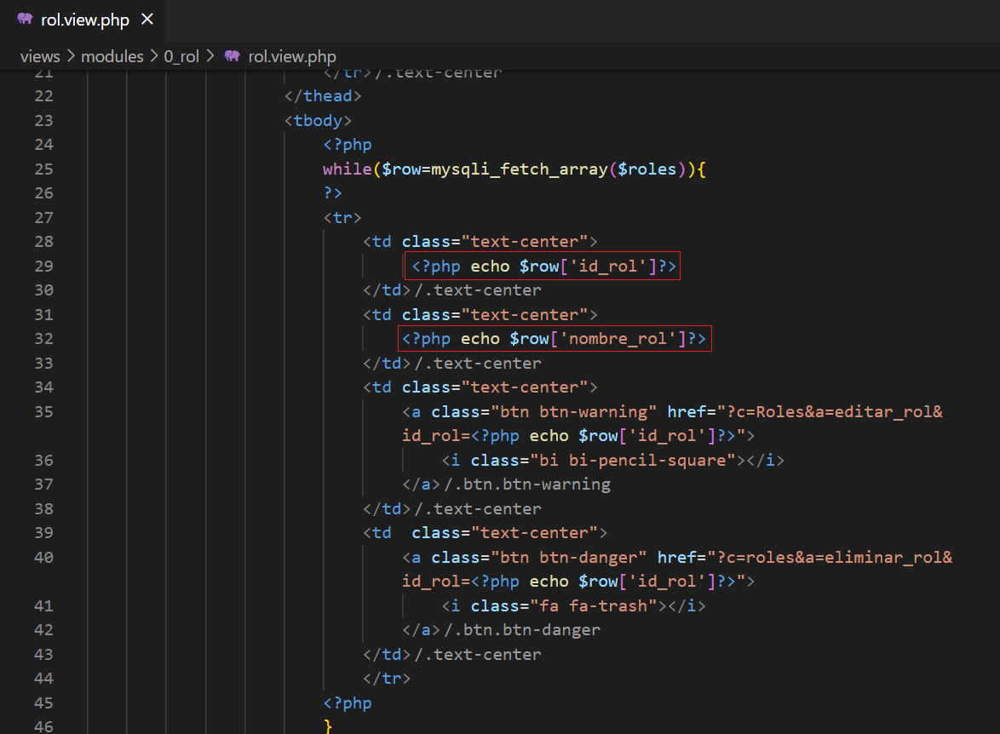 rol.view.php
views > modules > 0_rol > rol.view.php
21 </tr>/.text-center
22 </thead>
23 <tbody>
24 <?php
25 while($row=mysqli_fetch_array($roles)){
26 ?>
27 <tr>
28 <td class="text-center">
29 <?php echo $row['id_rol']?>
30 </td>/.text-center
31 <td class="text-center">
32 <?php echo $row['nombre_rol']?>
33 </td>/.text-center
34 <td class="text-center">
35 <a class="btn btn-warning" href="?c=Roles&a=editar_rol&
id_rol=<?php echo $row['id_rol']?>">
36 <i class="bi bi-pencil-square"></i>
37 </a>/.btn.btn-warning
38 </td>/.text-center
39 <td  class="text-center">
40 <a class="btn btn-danger" href="?c=roles&a=eliminar_rol&
id_rol=<?php echo $row['id_rol']?>">
41 <i class="fa fa-trash"></i>
42 </a>/.btn.btn-danger
43 </td>/.text-center
44 </tr>
45 <?php
46 }